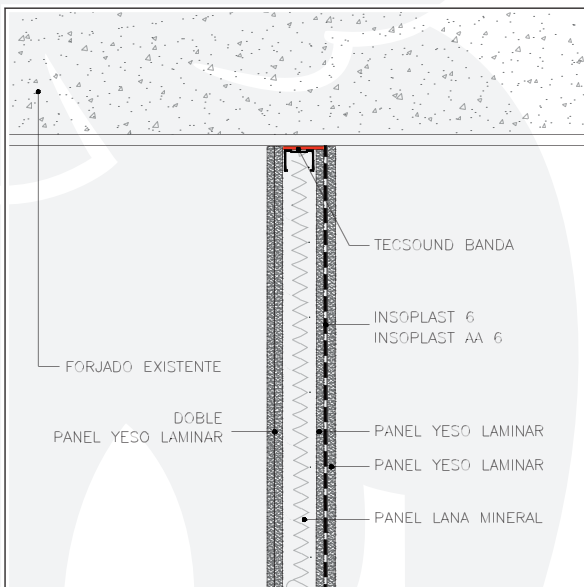 TECSOUND BANDA
INSOPLAST 6
INSOPLAST AA 6
FORJADO EXISTENTE
DOBLE
PANEL YESO LAMINAR
PANEL YESO LAMINAR
PANEL YESO LAMINAR
PANEL LANA MINERAL